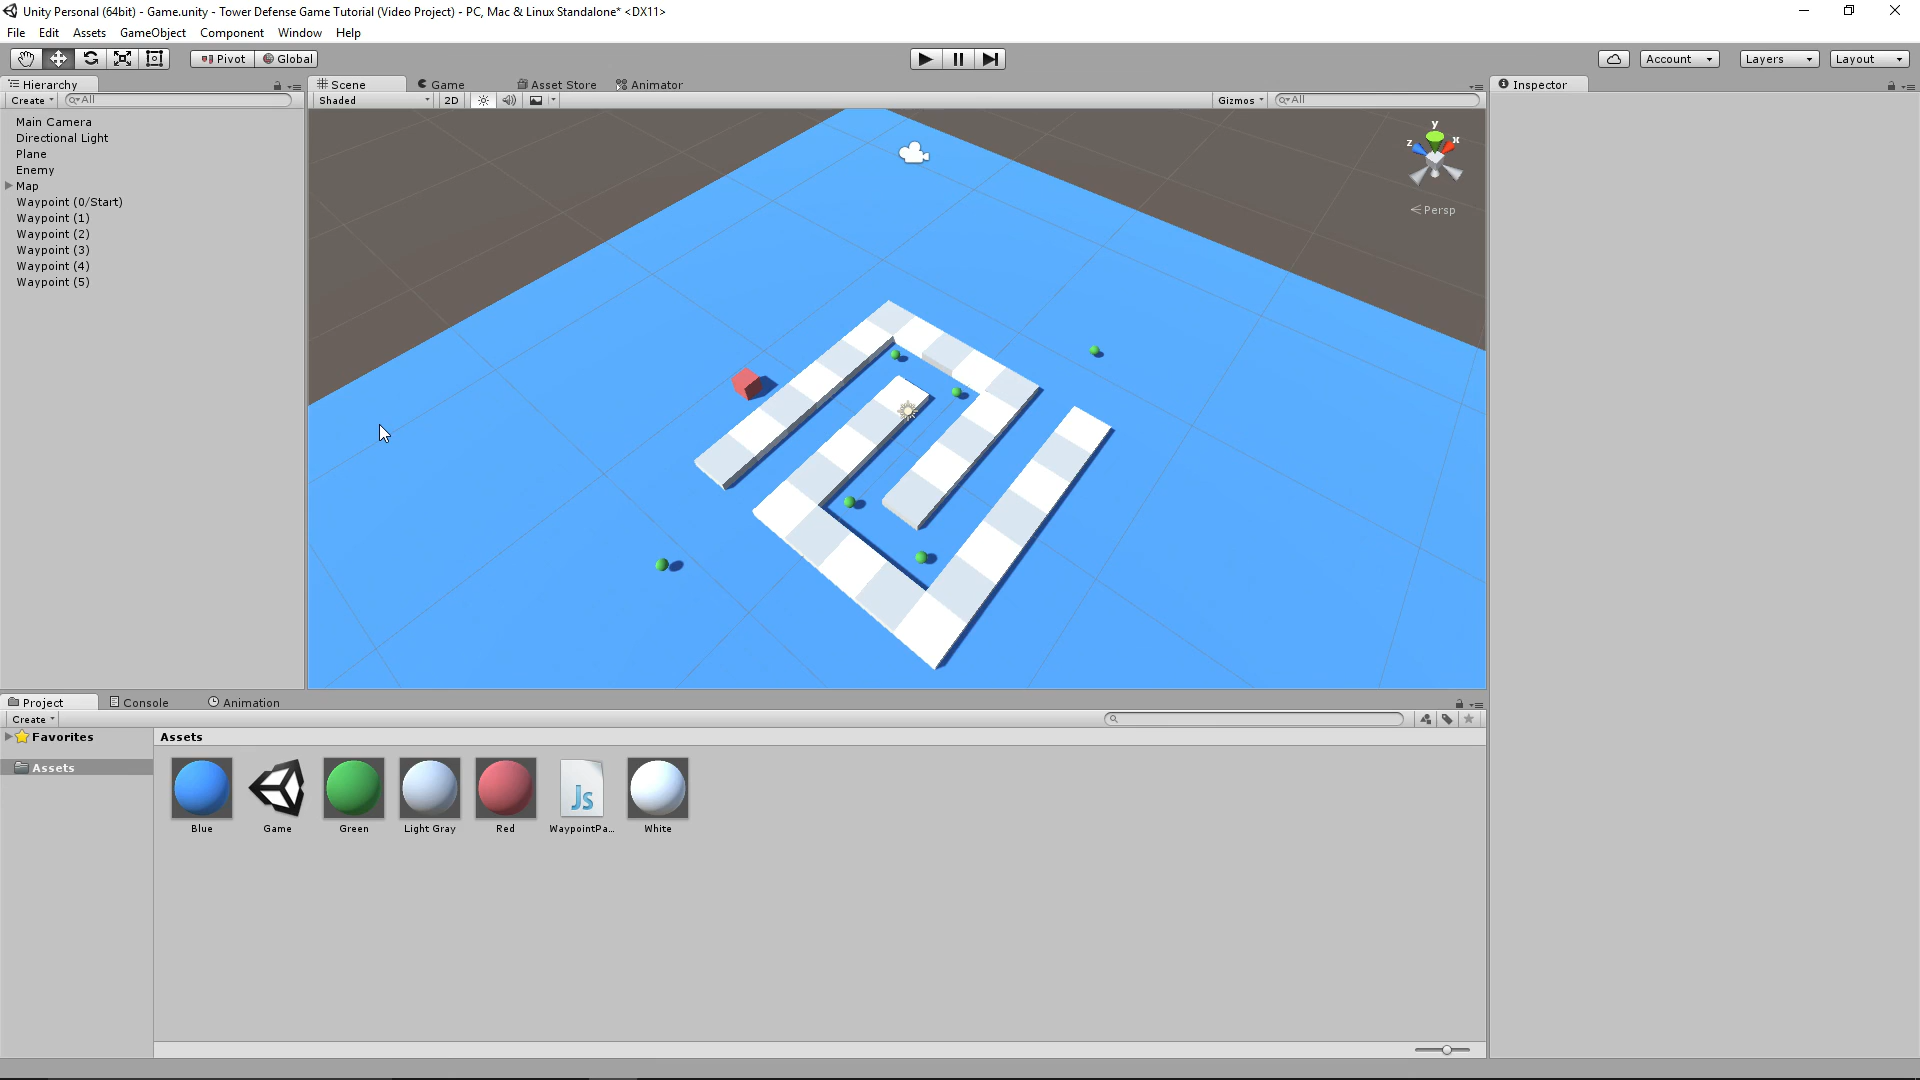 Unity Personal (64bit) - Game.unity - Tower Defense Game Tutorial (Video Project) - PC, Mac & Linux Standalone* <DX11>
File Edit Assets GameObject Component Window Help
Pivot Global Account Layers Layout
Hierarchy Scene Game Asset Store Animator Inspector
Create All Shaded 2D Gizmos All
Main Camera
Directional Light
Plane
Enemy
Map
Waypoint (0/Start)
Waypoint (1)
Waypoint (2)
Waypoint (3)
Waypoint (4)
Waypoint (5)
y
z x
Persp
Project Console Animation
Create
Favorites Assets
Assets
Js
Blue Game Green Light Gray Red WaypointPa... White